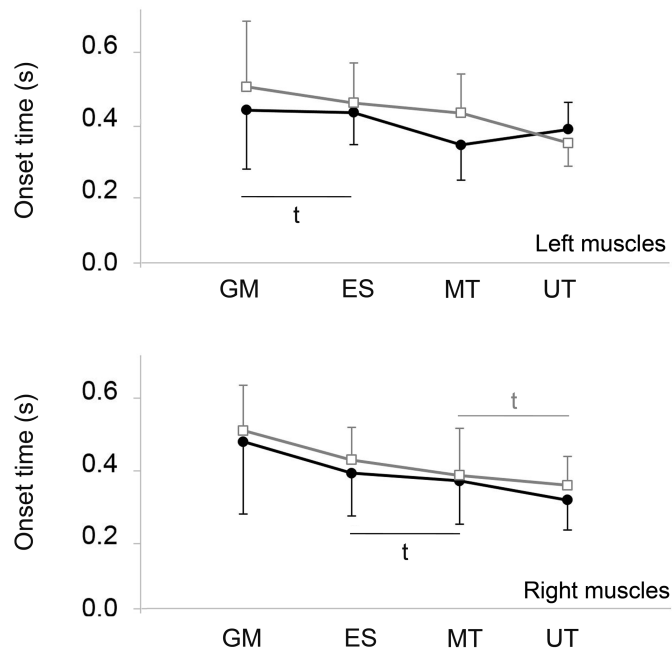 Onset time (s)
0.6
0.4
0.2
0.0
t
Left muscles
GM ES MT UT
Onset time (s)
0.6
0.4
0.2
0.0
t
t
Right muscles
GM ES MT UT